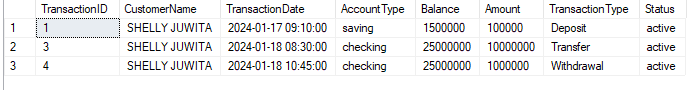 TransactionID CustomerName TransactionDate AccountType Balance Amount TransactionType Status
1 1 SHELLY JUWITA 2024-01-17 09:10:00 saving 1500000 100000 Deposit active
2 3 SHELLY JUWITA 2024-01-18 08:30:00 checking 25000000 10000000 Transfer active
3 4 SHELLY JUWITA 2024-01-18 10:45:00 checking 25000000 1000000 Withdrawal active